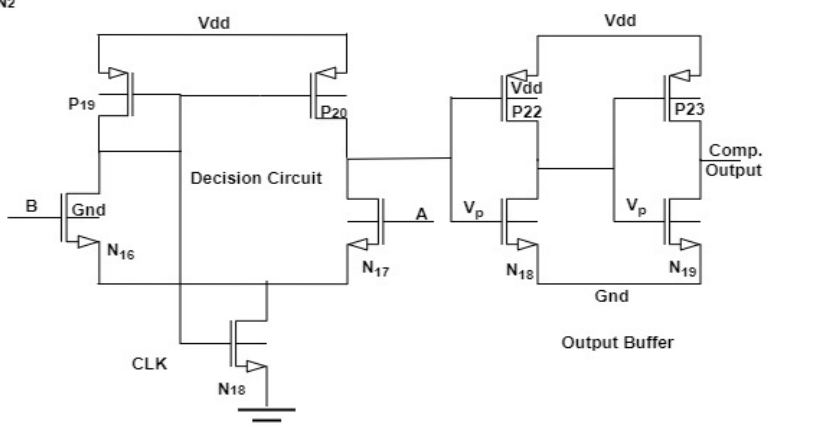 N2
Vdd
Vdd
P19
P20
Vdd
P22
P23
Decision Circuit
Comp.
Output
B
Gnd
A
Vp
Vp
N16
N17
N18
N19
Gnd
Output Buffer
CLK
N18